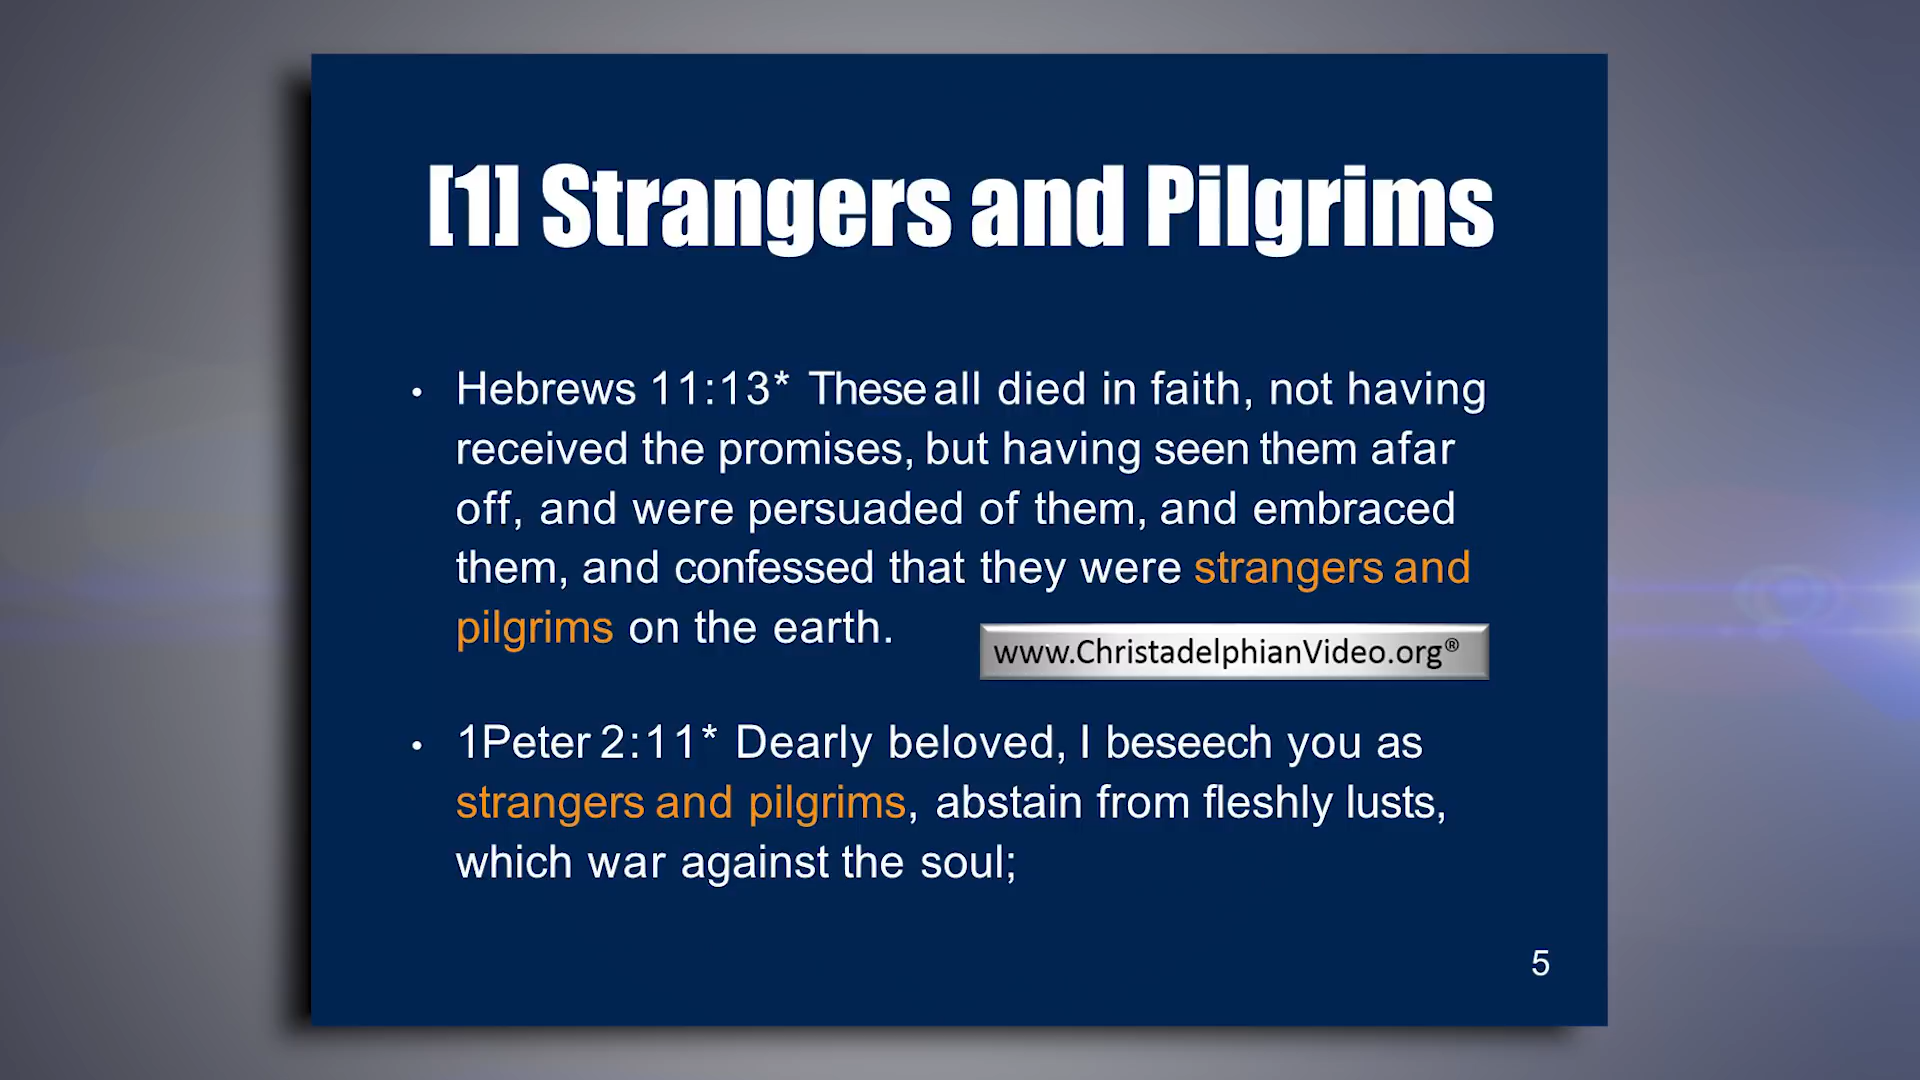 [1] Strangers and Pilgrims
• Hebrews 11:13* These all died in faith, not having
received the promises, but having seen them afar
off, and were persuaded of them, and embraced
them, and confessed that they were strangers and
pilgrims on the earth.
www.ChristadelphianVideo.org®
• 1Peter 2:11* Dearly beloved, I beseech you as
strangers and pilgrims, abstain from fleshly lusts,
which war against the soul;
5